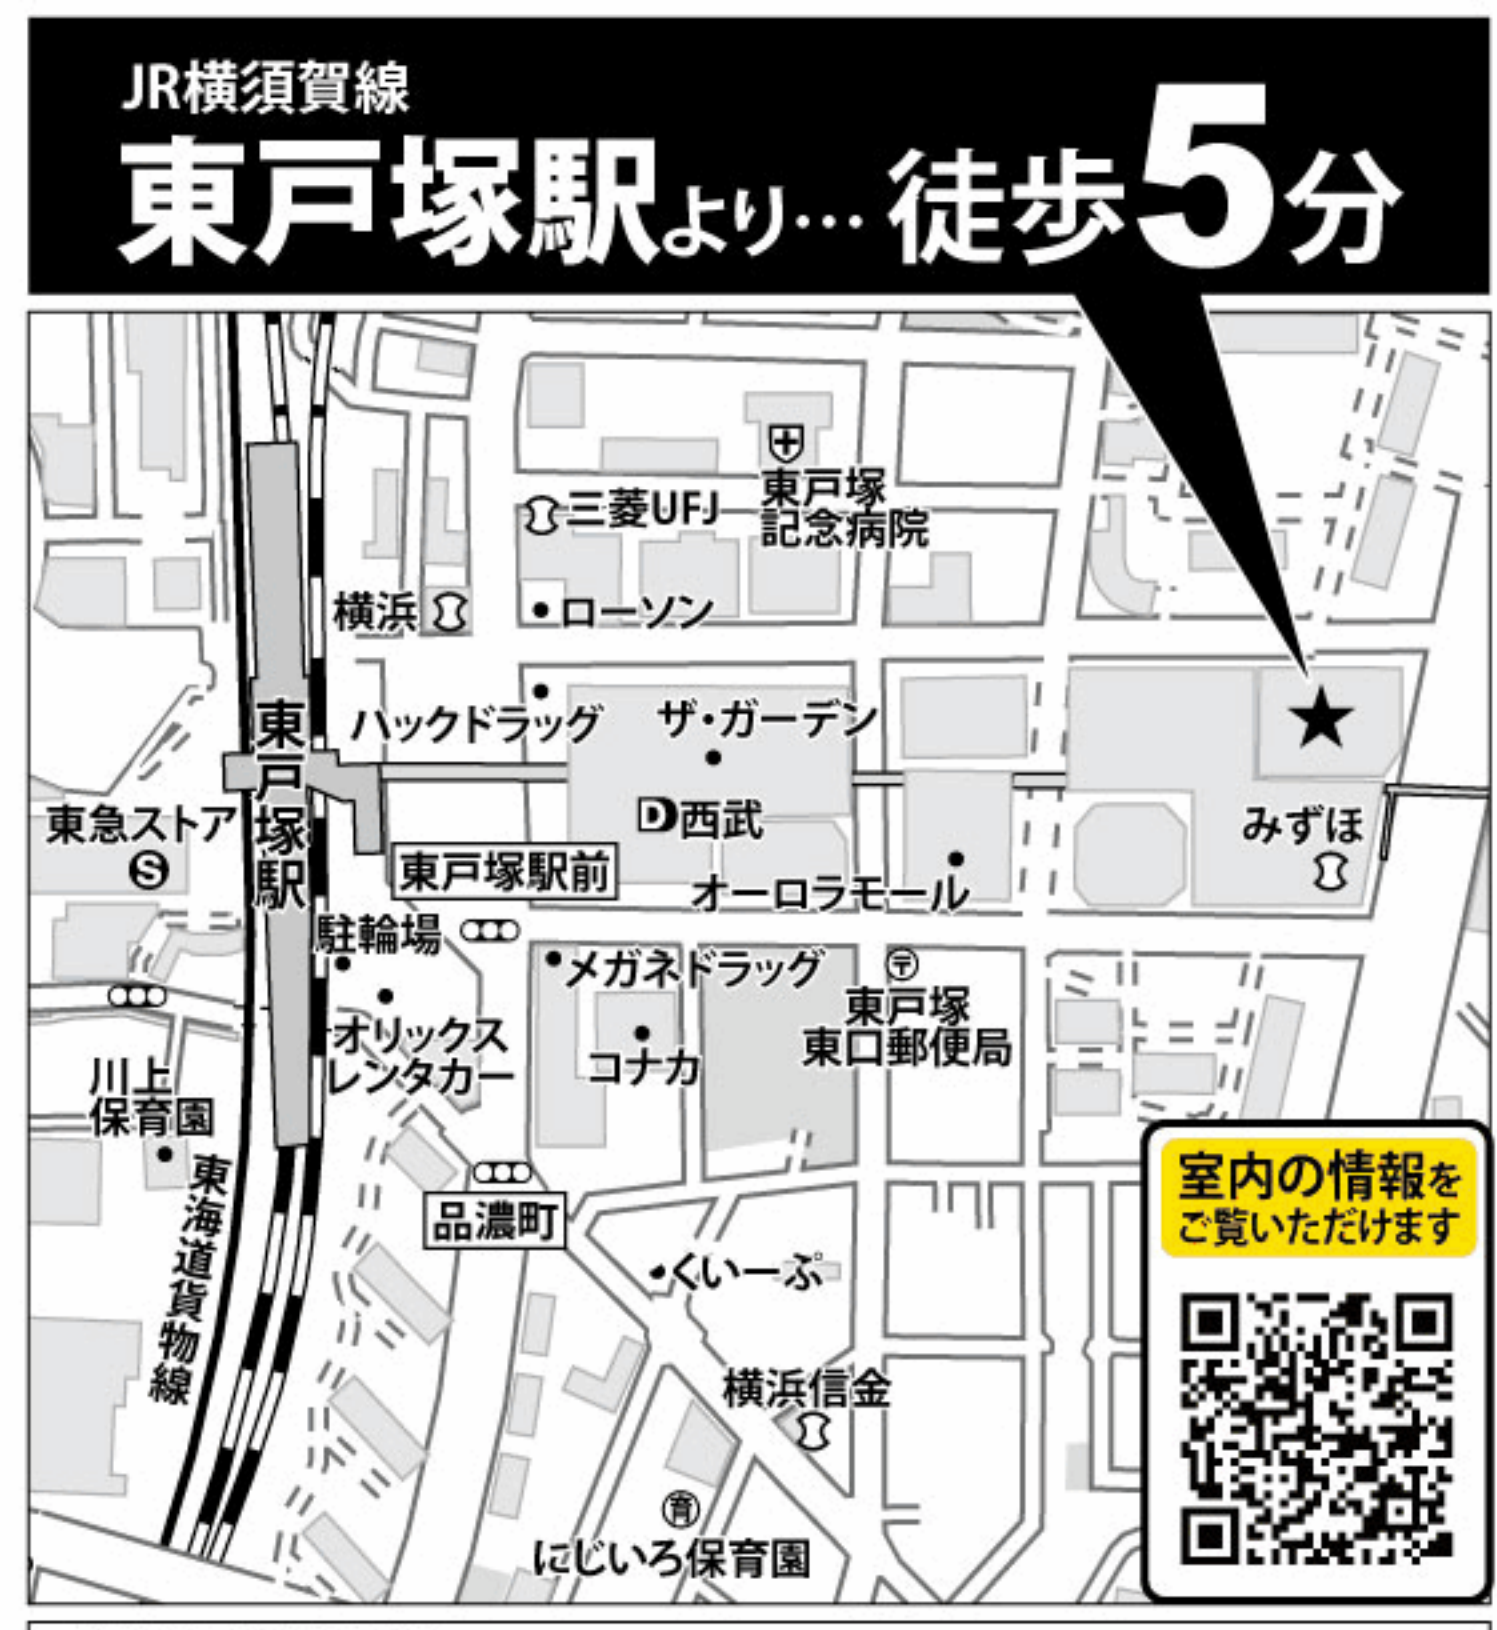 JR横須賀線
東戸塚駅より…徒歩5分
三菱UFJ
東戸塚
記念病院
横浜
ローソン
ハックドラッグ
ザ・ガーデン
東戸塚駅
東急ストア
S
D西武
みずほ
東戸塚駅前
オーロラモール
駐輪場
メガネドラッグ
〒
東戸塚
東口郵便局
オリックス
レンタカー
コナカ
川上
保育園
東海道貨物線
品濃町
くいーぷ
横浜信金
育
にじいろ保育園
室内の情報を
ご覧いただけます